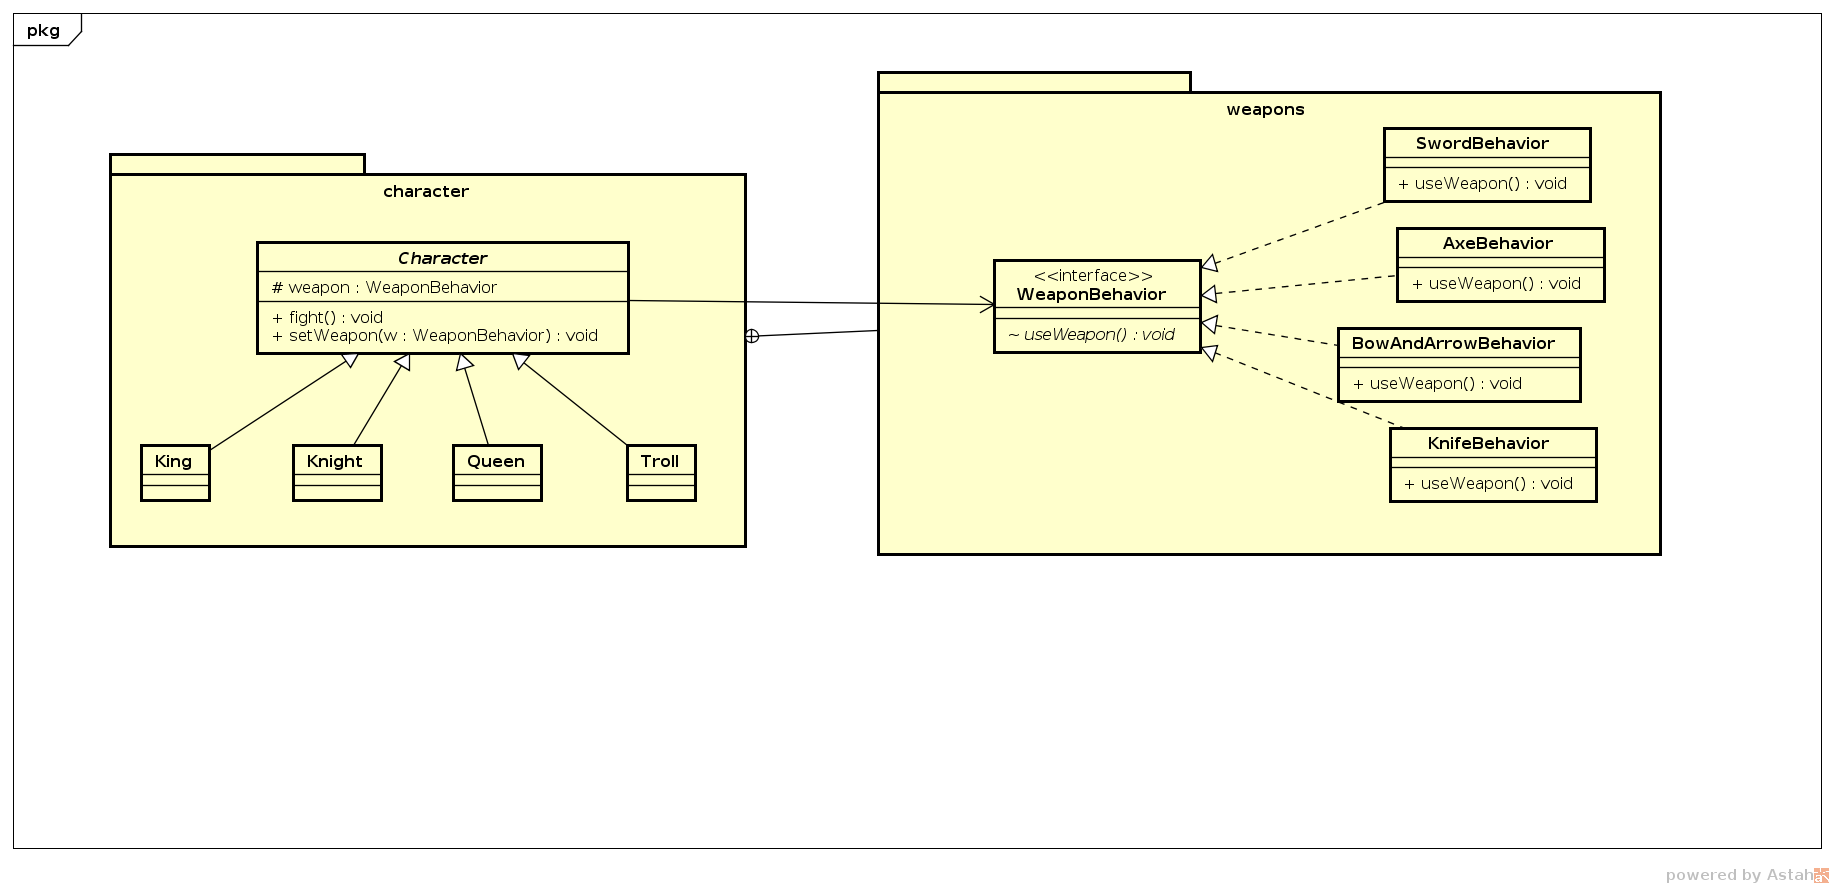 pkg
character
Character
# weapon : WeaponBehavior
+ fight() : void
+ setWeapon(w : WeaponBehavior) : void
King
Knight
Queen
Troll
weapons
<<interface>>
WeaponBehavior
~ useWeapon() : void
SwordBehavior
+ useWeapon() : void
AxeBehavior
+ useWeapon() : void
BowAndArrowBehavior
+ useWeapon() : void
KnifeBehavior
+ useWeapon() : void
powered by Astah